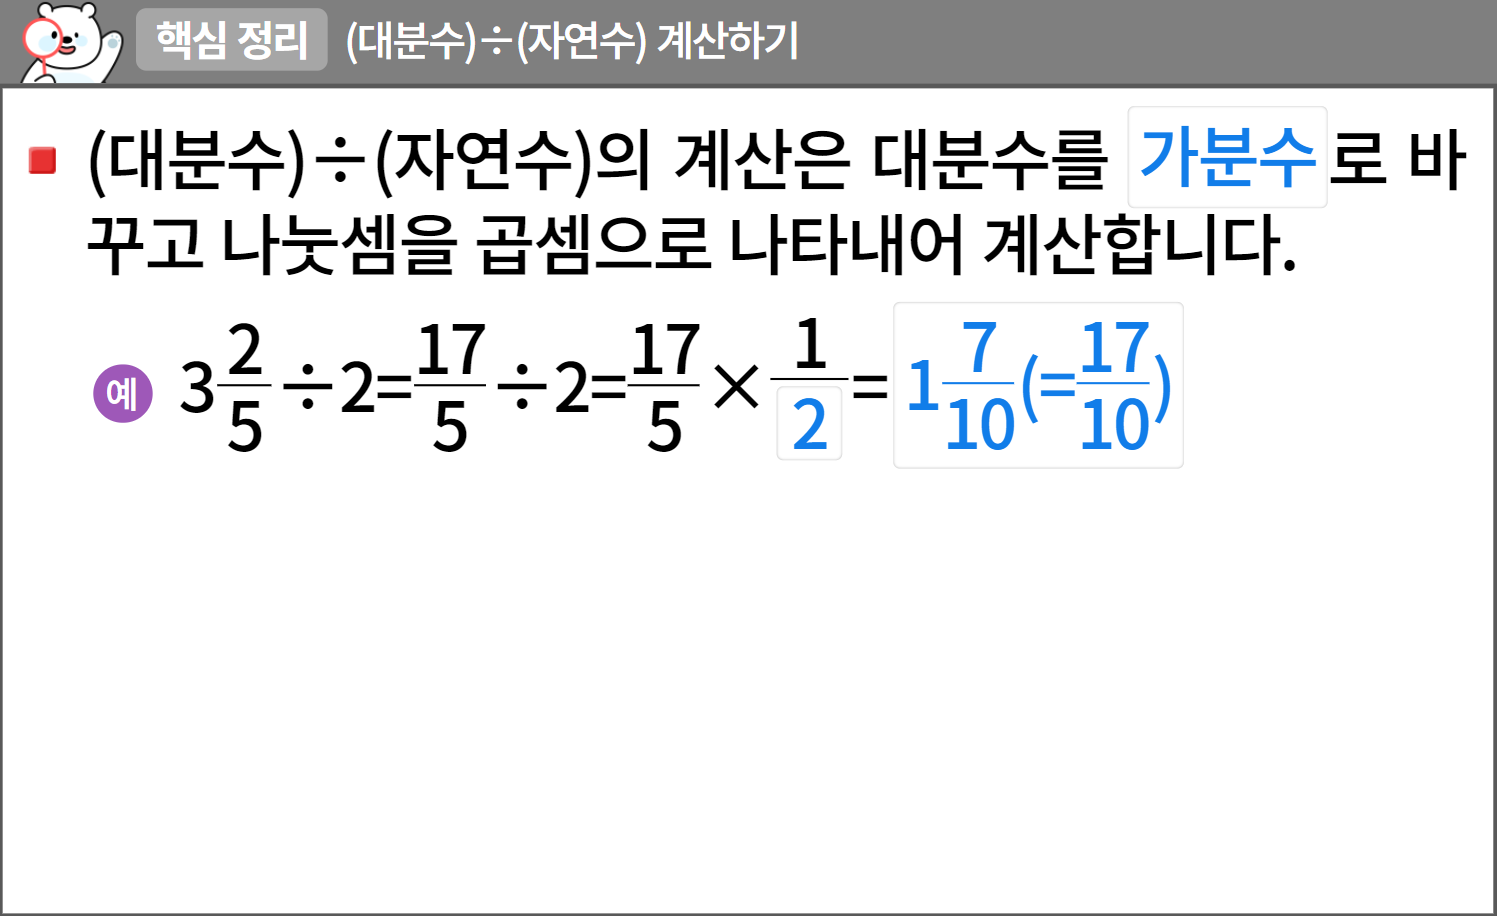 핵심 정리 (대분수)÷(자연수) 계산하기
(대분수)÷(자연수)의 계산은 대분수를 가분수로 바
꾸고 나눗셈을 곱셈으로 나타내어 계산합니다.
예 3 2/5 ÷2= 17/5 ÷2= 17/5 × 1/2 = 1 7/10 (= 17/10)